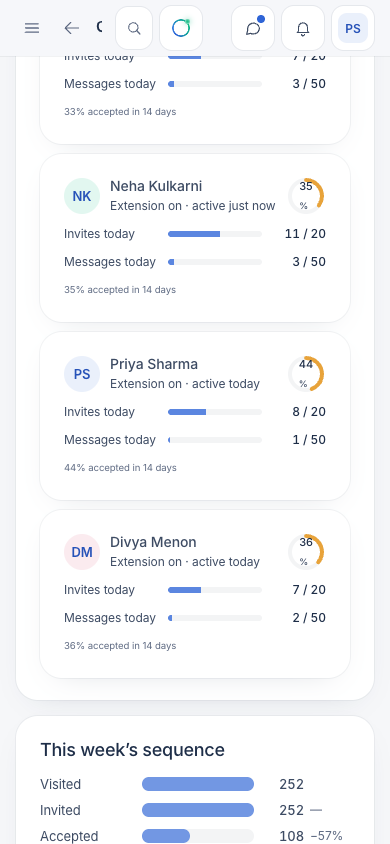 PS
Invites today 7 / 20
Messages today 3 / 50
33% accepted in 14 days
NK Neha Kulkarni 35 %
Extension on · active just now
Invites today 11 / 20
Messages today 3 / 50
35% accepted in 14 days
PS Priya Sharma 44 %
Extension on · active today
Invites today 8 / 20
Messages today 1 / 50
44% accepted in 14 days
DM Divya Menon 36 %
Extension on · active today
Invites today 7 / 20
Messages today 2 / 50
36% accepted in 14 days
This week’s sequence
Visited 252
Invited 252 —
Accepted 108 −57%